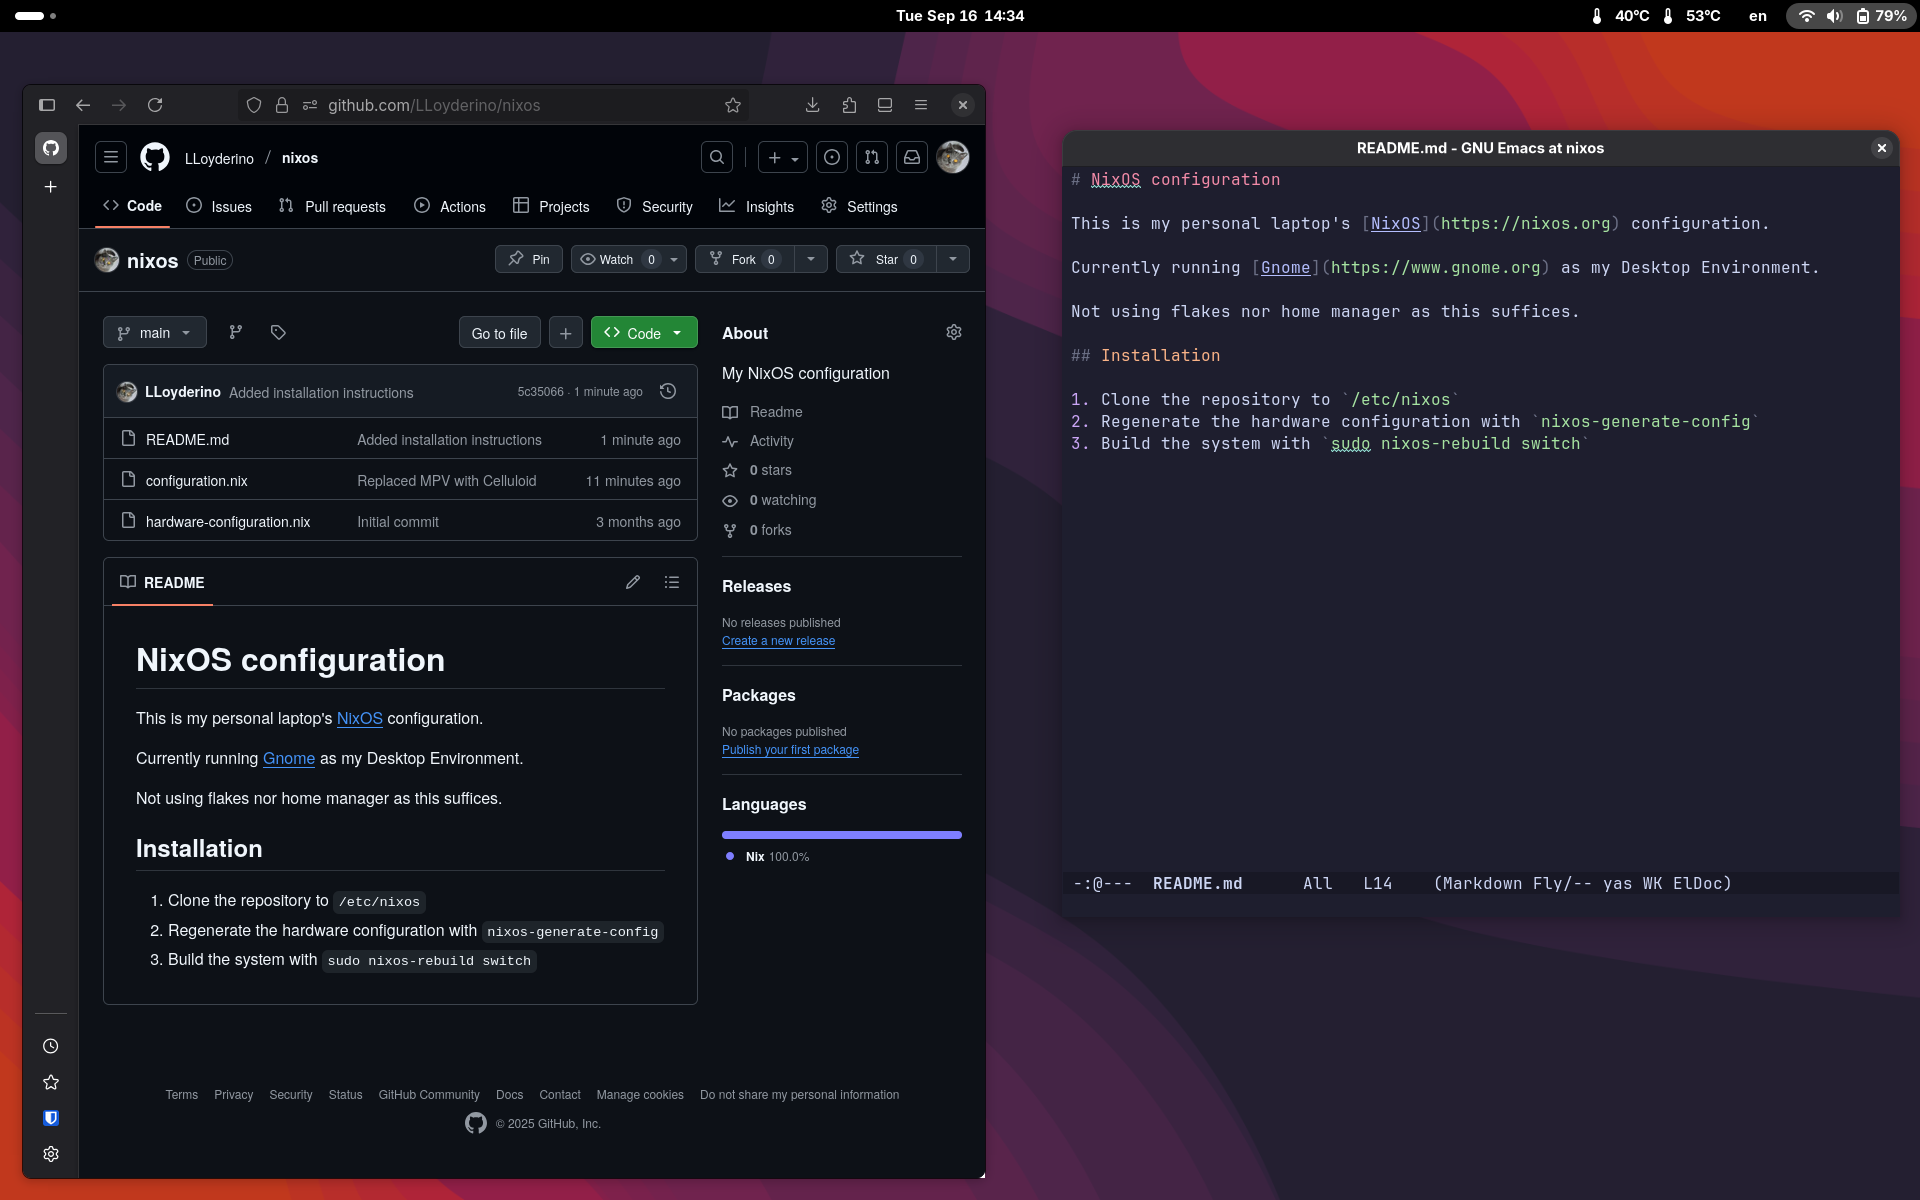 Tue Sep 16 14:34
40°C 53°C en 79%
github.com/LLoyderino/nixos
LLoyderino / nixos
Code Issues Pull requests Actions Projects Security Insights Settings
nixos Public Pin Watch 0 Fork 0 Star 0
main Go to file Code
LLoyderino Added installation instructions 5c35066 · 1 minute ago
README.md Added installation instructions 1 minute ago
configuration.nix Replaced MPV with Celluloid 11 minutes ago
hardware-configuration.nix Initial commit 3 months ago
README
NixOS configuration
This is my personal laptop's NixOS configuration.
Currently running Gnome as my Desktop Environment.
Not using flakes nor home manager as this suffices.
Installation
1. Clone the repository to /etc/nixos
2. Regenerate the hardware configuration with nixos-generate-config
3. Build the system with sudo nixos-rebuild switch
About
My NixOS configuration
Readme
Activity
0 stars
0 watching
0 forks
Releases
No releases published
Create a new release
Packages
No packages published
Publish your first package
Languages
Nix 100.0%
Terms Privacy Security Status GitHub Community Docs Contact Manage cookies Do not share my personal information
© 2025 GitHub, Inc.
README.md - GNU Emacs at nixos
# NixOS configuration
This is my personal laptop's [NixOS](https://nixos.org) configuration.
Currently running [Gnome](https://www.gnome.org) as my Desktop Environment.
Not using flakes nor home manager as this suffices.
## Installation
1. Clone the repository to `/etc/nixos`
2. Regenerate the hardware configuration with `nixos-generate-config`
3. Build the system with `sudo nixos-rebuild switch`
-:@--- README.md All L14 (Markdown Fly/-- yas WK ElDoc)